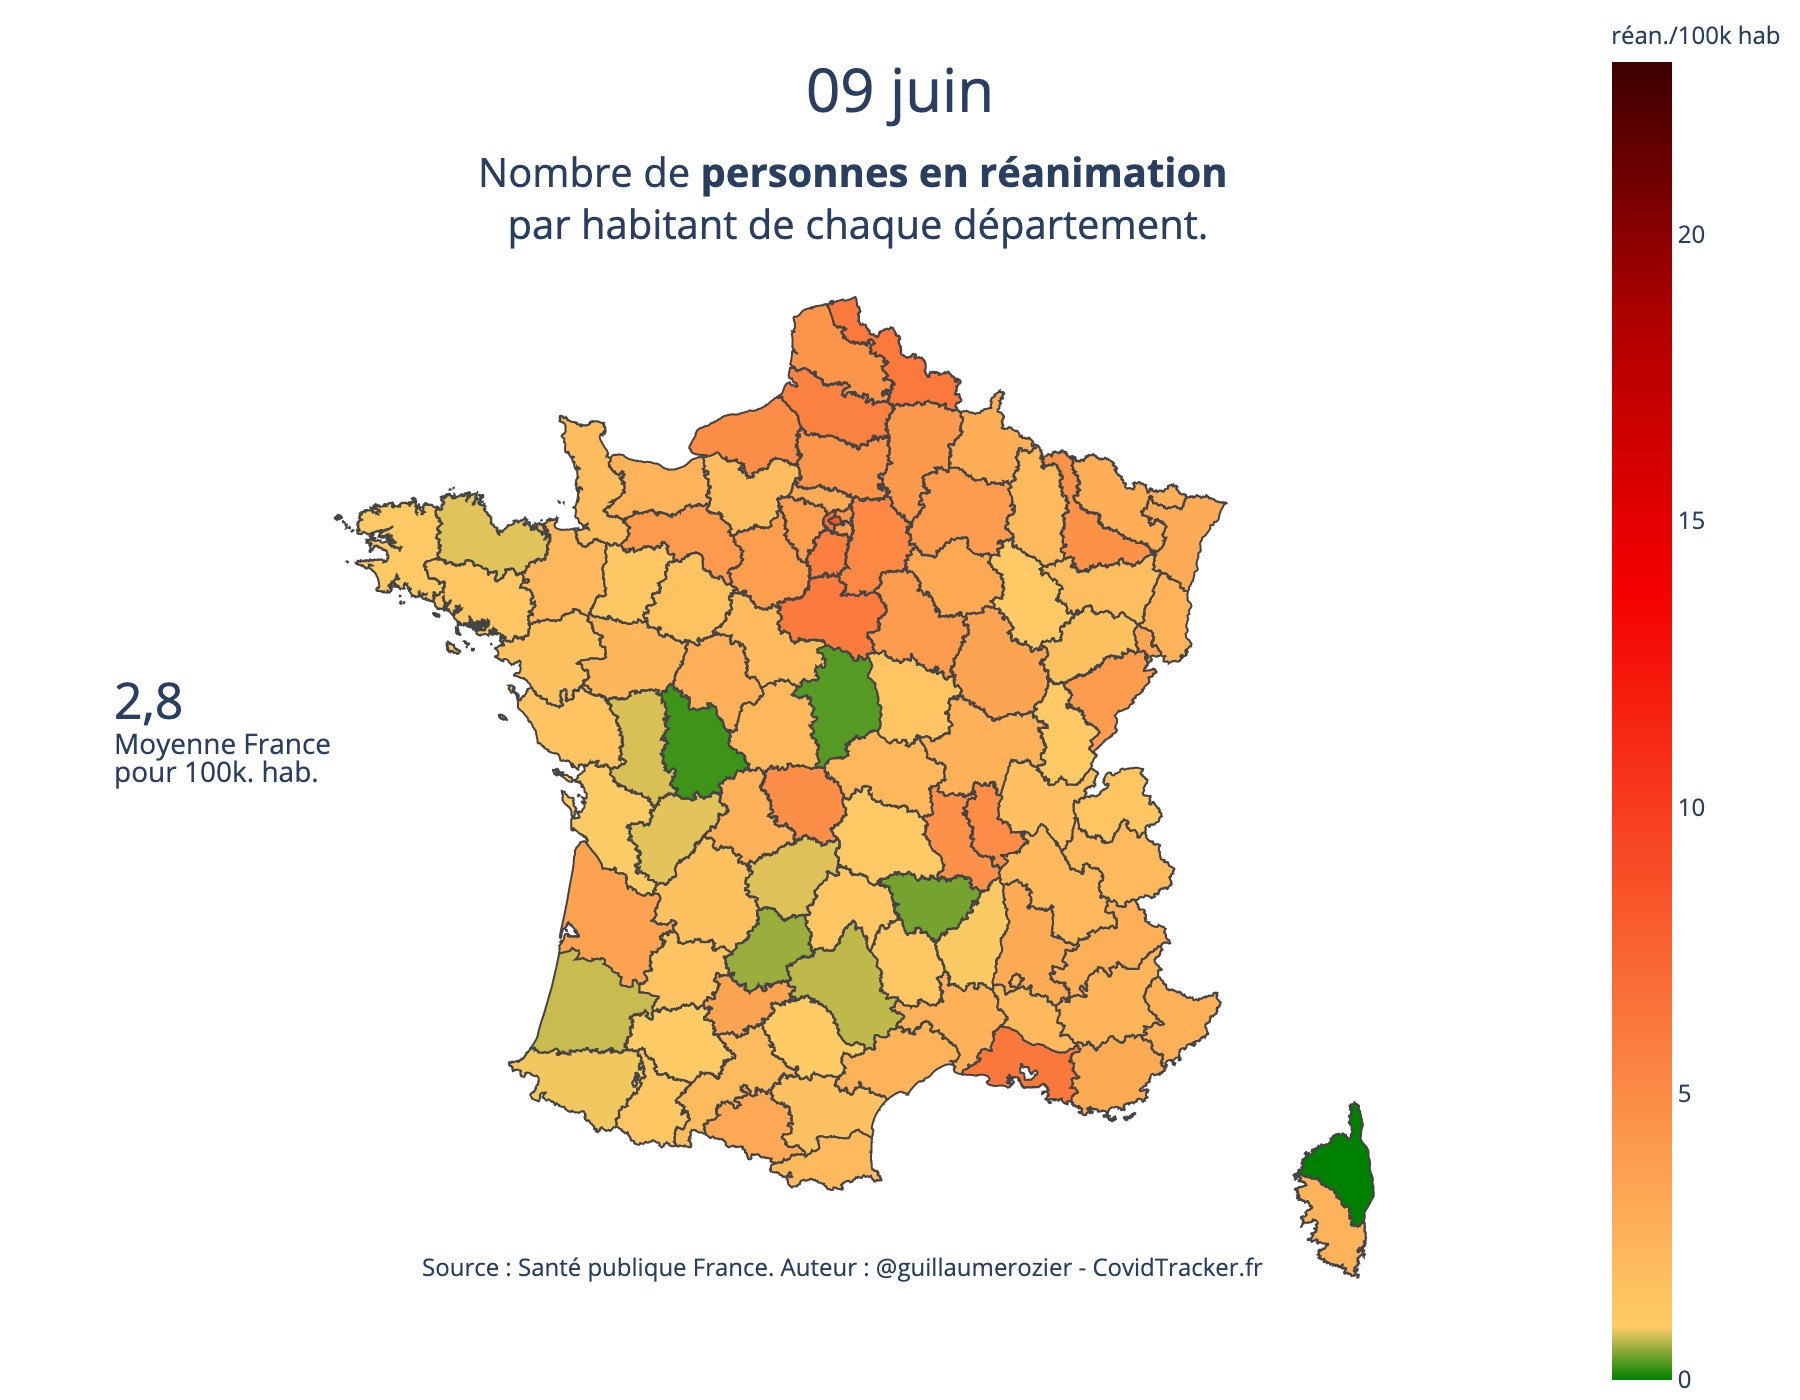 réan./100k hab
09 juin
Nombre de personnes en réanimation
par habitant de chaque département.
20
15
2,8
Moyenne France
pour 100k. hab.
10
5
Source : Santé publique France. Auteur : @guillaumerozier - CovidTracker.fr
0